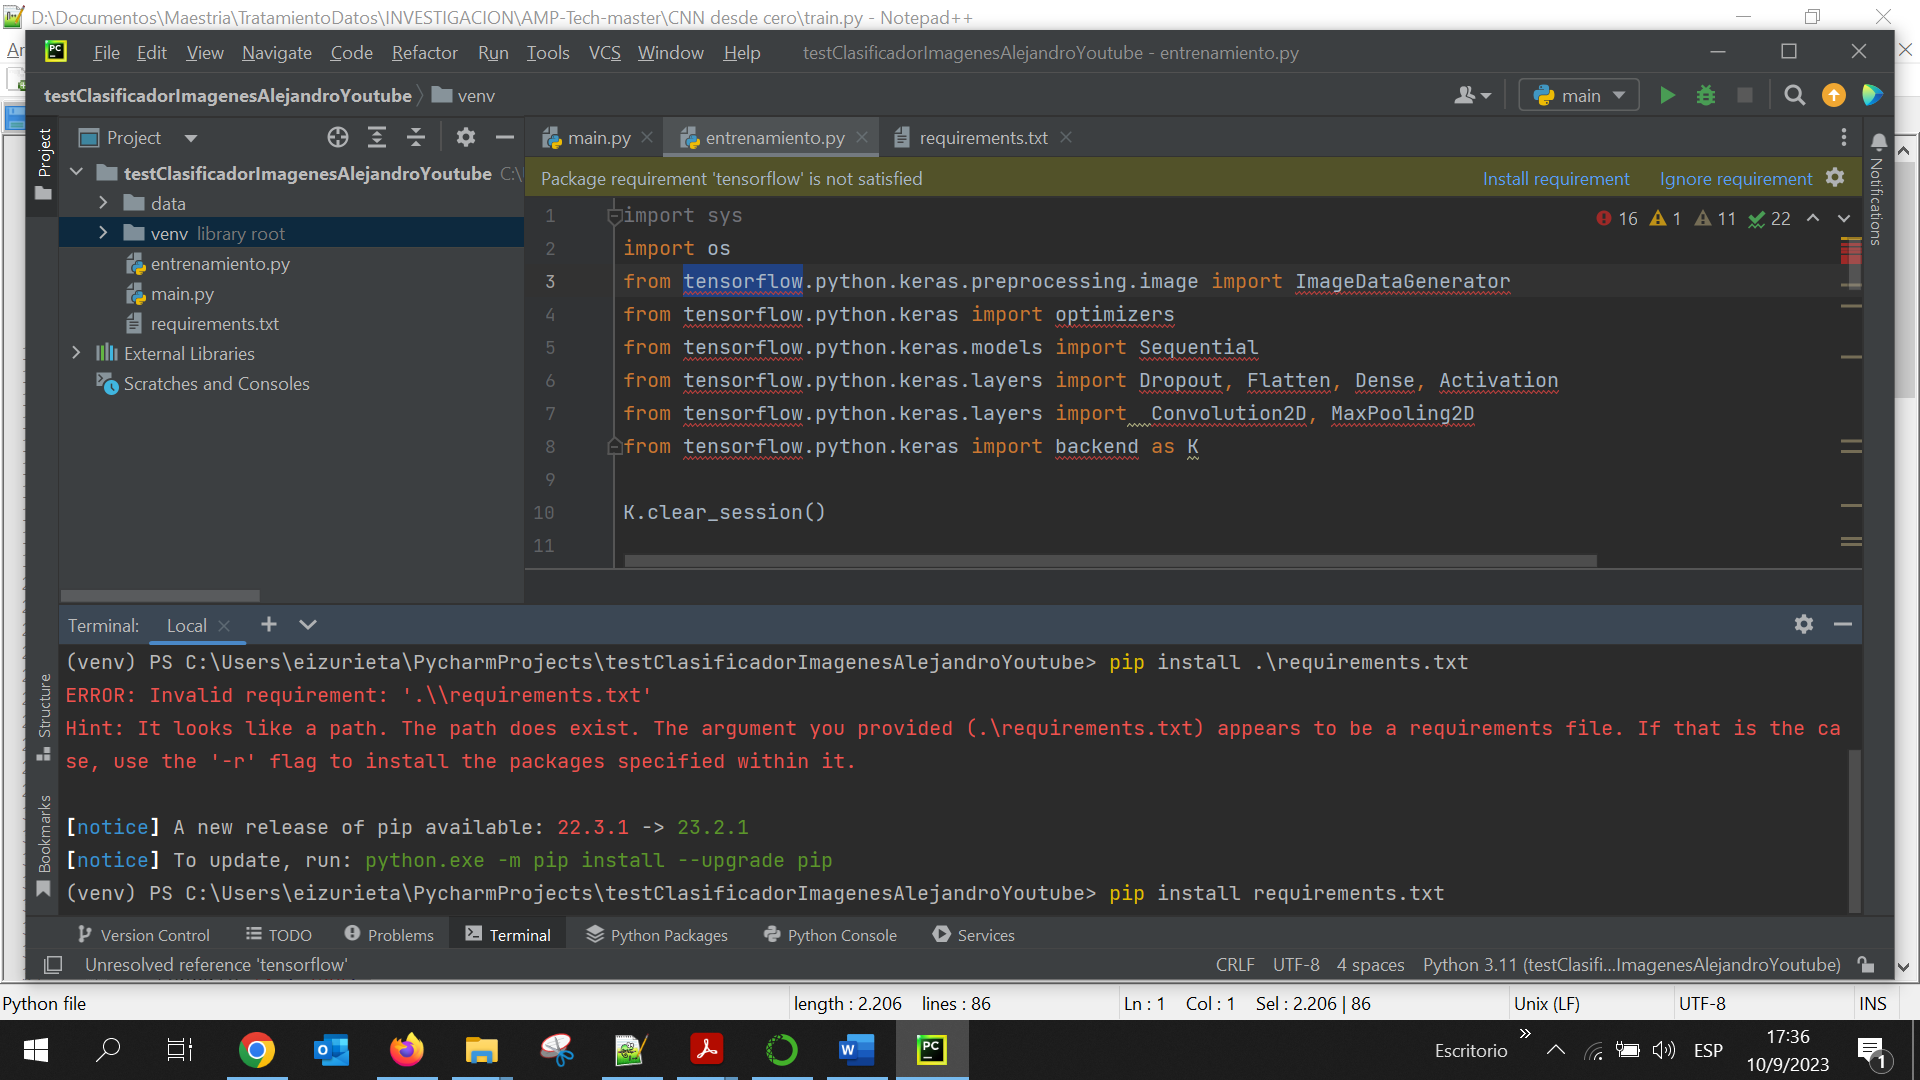 D:\Documentos\Maestria\TratamientoDatos\INVESTIGACION\AMP-Tech-master\CNN desde cero\train.py - Notepad++
File Edit View Navigate Code Refactor Run Tools VCS Window Help testClasificadorImagenesAlejandroYoutube - entrenamiento.py
testClasificadorImagenesAlejandroYoutube venv main
Project
Project main.py entrenamiento.py requirements.txt
testClasificadorImagenesAlejandroYoutube C:\
data
venv library root
entrenamiento.py
main.py
requirements.txt
External Libraries
Scratches and Consoles
Package requirement 'tensorflow' is not satisfied Install requirement Ignore requirement
Notifications
16 1 11 22
1 import sys
2 import os
3 from tensorflow.python.keras.preprocessing.image import ImageDataGenerator
4 from tensorflow.python.keras import optimizers
5 from tensorflow.python.keras.models import Sequential
6 from tensorflow.python.keras.layers import Dropout, Flatten, Dense, Activation
7 from tensorflow.python.keras.layers import  Convolution2D, MaxPooling2D
8 from tensorflow.python.keras import backend as K
9
10 K.clear_session()
11
Terminal: Local
(venv) PS C:\Users\eizurieta\PycharmProjects\testClasificadorImagenesAlejandroYoutube> pip install .\requirements.txt
ERROR: Invalid requirement: '.\\requirements.txt'
Hint: It looks like a path. The path does exist. The argument you provided (.\requirements.txt) appears to be a requirements file. If that is the ca
se, use the '-r' flag to install the packages specified within it.
[notice] A new release of pip available: 22.3.1 -> 23.2.1
[notice] To update, run: python.exe -m pip install --upgrade pip
(venv) PS C:\Users\eizurieta\PycharmProjects\testClasificadorImagenesAlejandroYoutube> pip install requirements.txt
Structure
Bookmarks
Version Control TODO Problems Terminal Python Packages Python Console Services
Unresolved reference 'tensorflow' CRLF UTF-8 4 spaces Python 3.11 (testClasifi...ImagenesAlejandroYoutube)
Python file length : 2.206 lines : 86 Ln : 1 Col : 1 Sel : 2.206 | 86 Unix (LF) UTF-8 INS
Escritorio ESP 17:36
10/9/2023 1